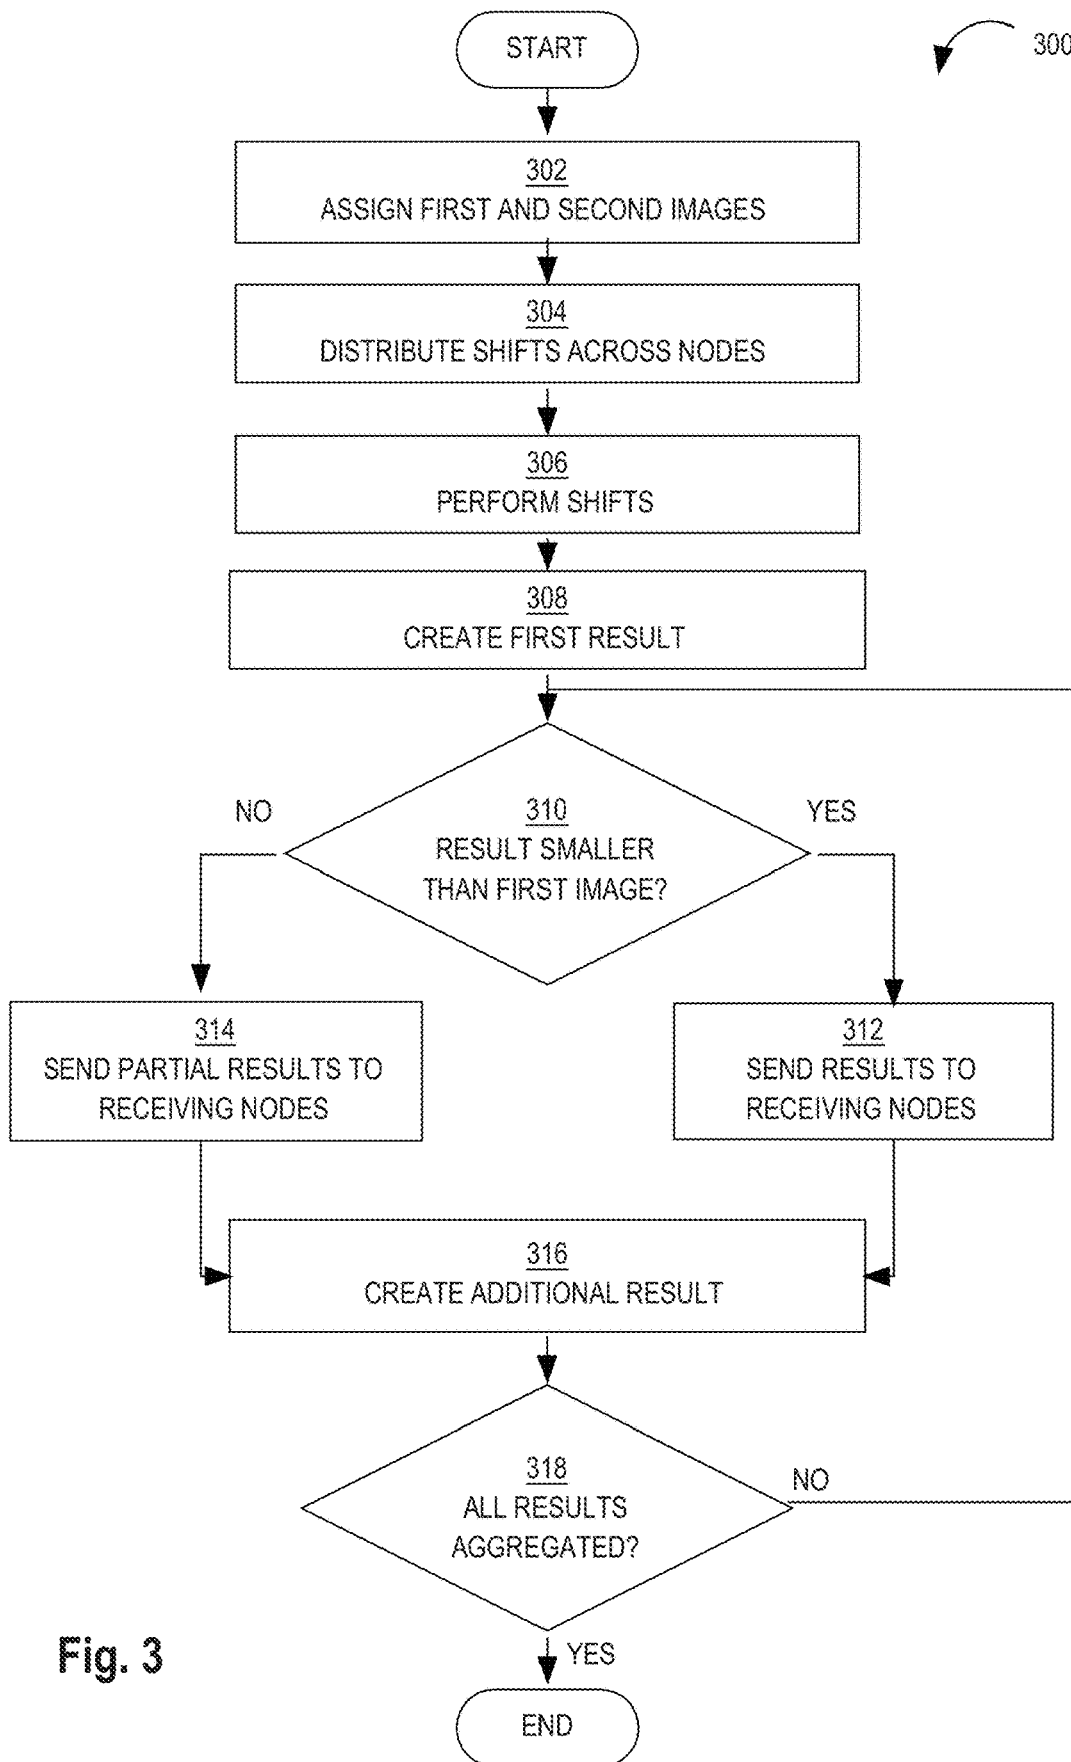 START
300
302
ASSIGN FIRST AND SECOND IMAGES
304
DISTRIBUTE SHIFTS ACROSS NODES
306
PERFORM SHIFTS
308
CREATE FIRST RESULT
NO
YES
310
RESULT SMALLER
THAN FIRST IMAGE?
314
SEND PARTIAL RESULTS TO
RECEIVING NODES
312
SEND RESULTS TO
RECEIVING NODES
316
CREATE ADDITIONAL RESULT
318
ALL RESULTS
AGGREGATED?
NO
YES
Fig. 3
END